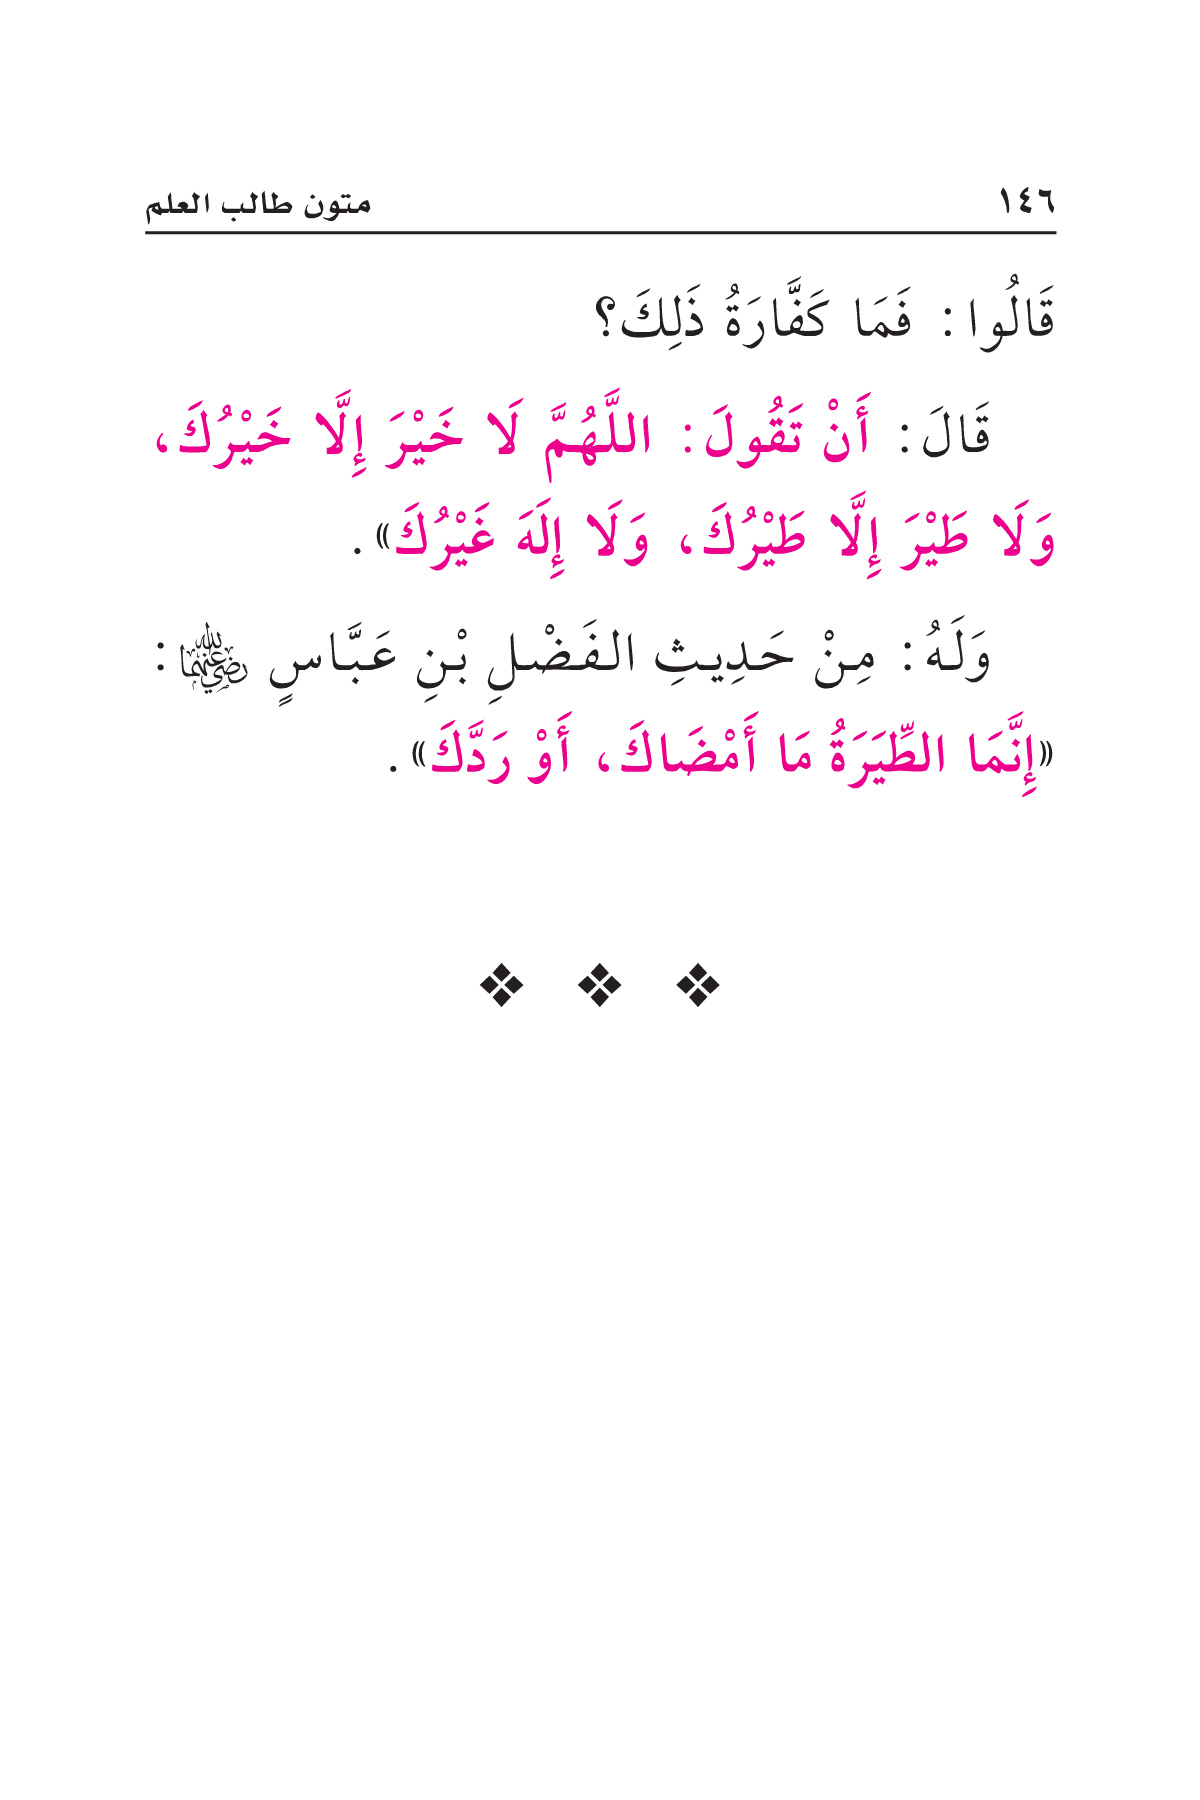 ١٤٦ متون طالب العلم
قَالُوا: فَمَا كَفَّارَةُ ذَلِكَ؟
قَالَ: أَنْ تَقُولَ: اللَّهُمَّ لَا خَيْرَ إِلَّا خَيْرُكَ،
وَلَا طَيْرَ إِلَّا طَيْرُكَ، وَلَا إِلَهَ غَيْرُكَ».
وَلَهُ: مِنْ حَدِيثِ الفَضْلِ بْنِ عَبَّاسٍ رضي الله عنهما:
«إِنَّمَا الطِّيَرَةُ مَا أَمْضَاكَ، أَوْ رَدَّكَ».